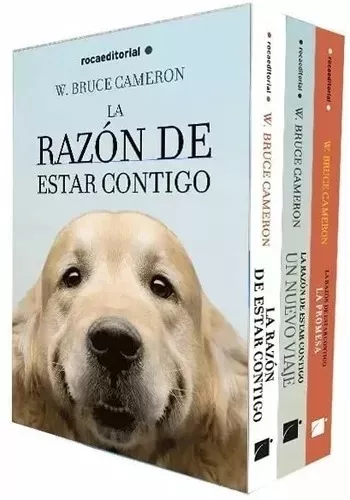 rocaeditorial
W. BRUCE CAMERON
LA
RAZÓN DE
ESTAR CONTIGO
rocaeditorial
W. BRUCE CAMERON
LA RAZÓN
DE ESTAR CONTIGO
rocaeditorial
W. BRUCE CAMERON
LA RAZÓN DE ESTAR CONTIGO
UN NUEVO VIAJE
rocaeditorial
W. BRUCE CAMERON
LA RAZÓN DE ESTAR CONTIGO
LA PROMESA